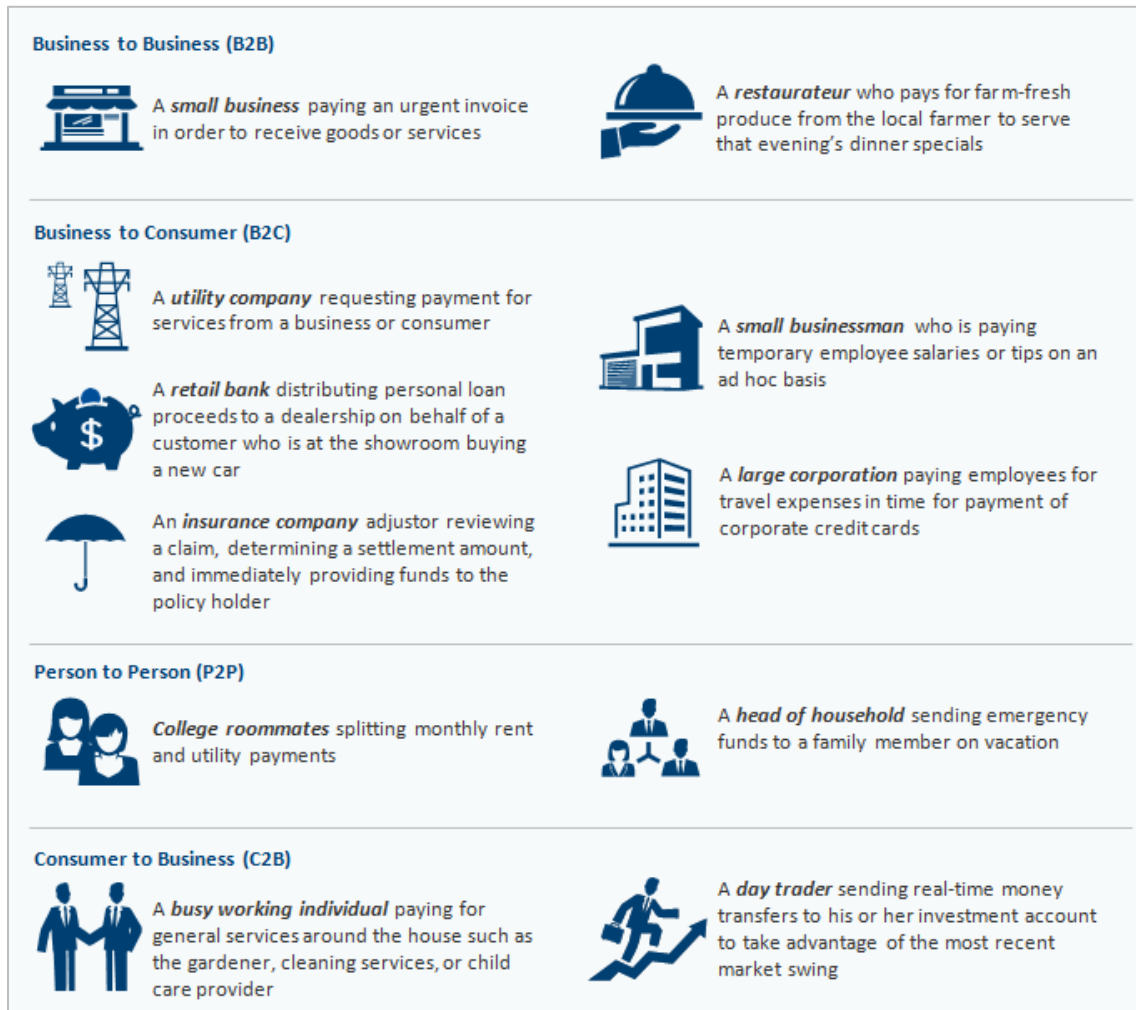 Business to Business (B2B)
A small business paying an urgent invoice
in order to receive goods or services
A restaurateur who pays for farm-fresh
produce from the local farmer to serve
that evening's dinner specials
Business to Consumer (B2C)
A utility company requesting payment for
services from a business or consumer
A retail bank distributing personal loan
proceeds to a dealership on behalf of a
customer who is at the showroom buying
a new car
An insurance company adjustor reviewing
a claim, determining a settlement amount,
and immediately providing funds to the
policy holder
A small businessman who is paying
temporary employee salaries or tips on an
ad hoc basis
A large corporation paying employees for
travel expenses in time for payment of
corporate credit cards
$
Person to Person (P2P)
College roommates splitting monthly rent
and utility payments
A head of household sending emergency
funds to a family member on vacation
Consumer to Business (C2B)
A busy working individual paying for
general services around the house such as
the gardener, cleaning services, or child
care provider
A day trader sending real-time money
transfers to his or her investment account
to take advantage of the most recent
market swing